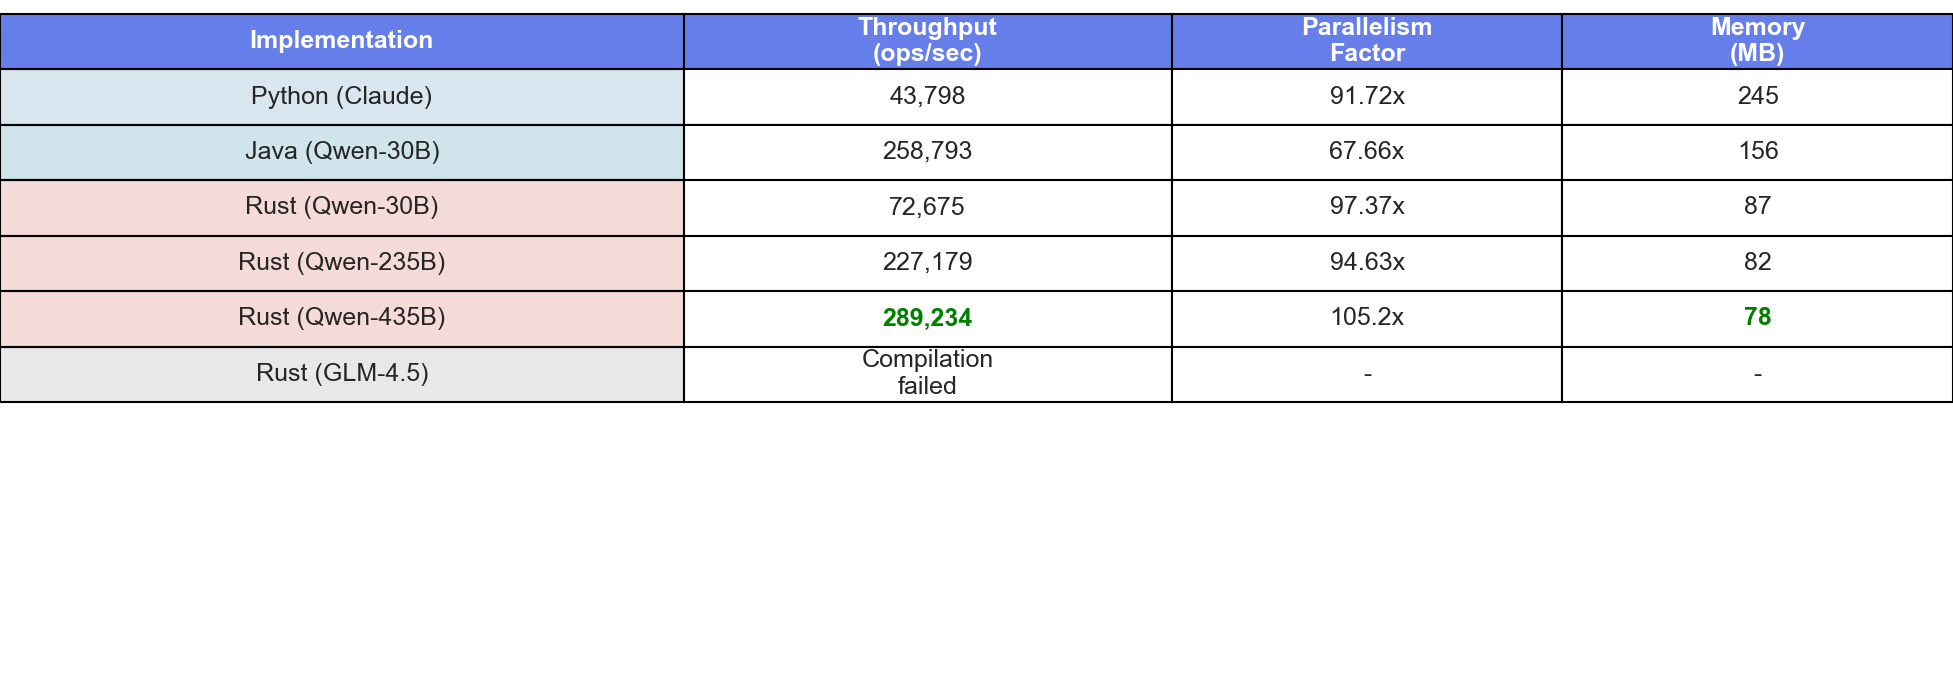 Implementation
Throughput
(ops/sec)
Parallelism
Factor
Memory
(MB)
Python (Claude)
43,798
91.72x
245
Java (Qwen-30B)
258,793
67.66x
156
Rust (Qwen-30B)
72,675
97.37x
87
Rust (Qwen-235B)
227,179
94.63x
82
Rust (Qwen-435B)
289,234
105.2x
78
Rust (GLM-4.5)
Compilation
failed
-
-